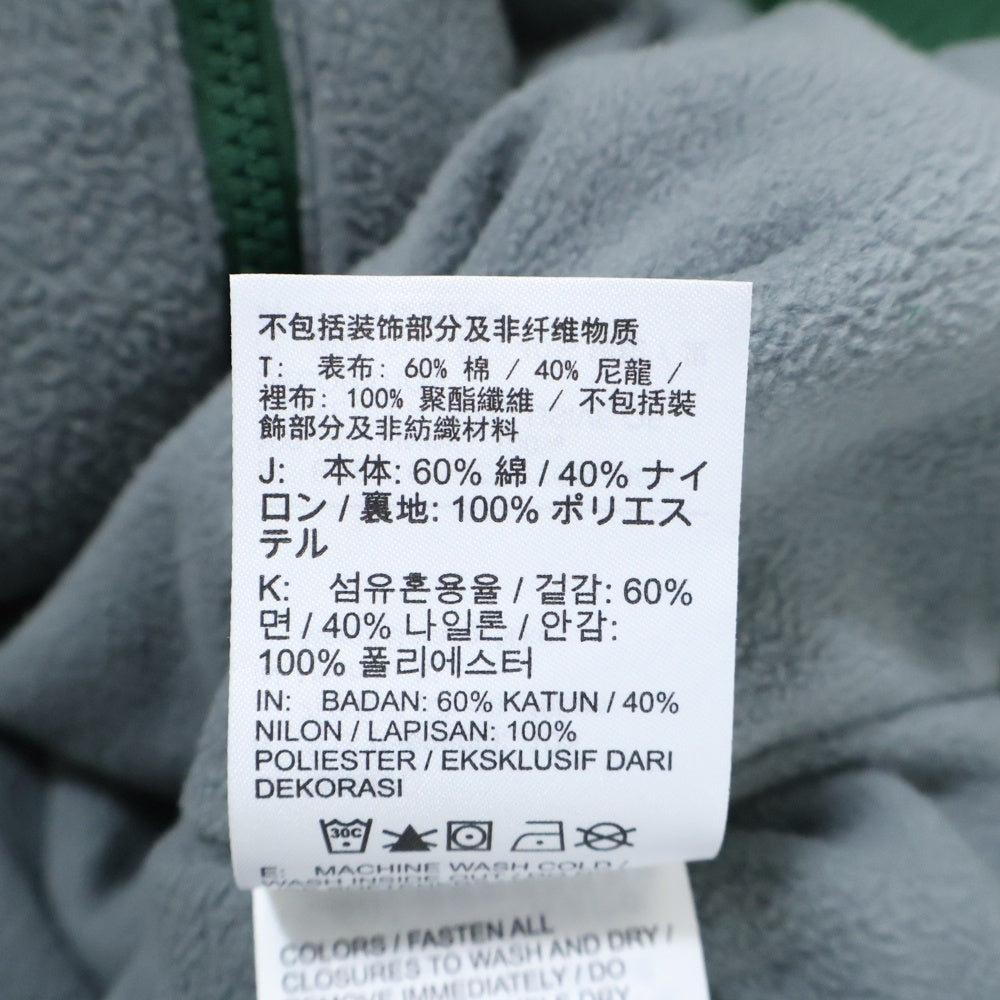 不包括装饰部分及非纤维物质
T: 表布: 60% 棉 / 40% 尼龍 /
裡布: 100% 聚酯纖維 / 不包括裝
飾部分及非紡織材料
J: 本体: 60% 綿 / 40% ナイ
ロン / 裏地: 100% ポリエス
テル
K: 섬유혼용율 / 겉감: 60%
면 / 40% 나일론 / 안감:
100% 폴리에스터
IN: BADAN: 60% KATUN / 40%
NILON / LAPISAN: 100%
POLIESTER / EKSKLUSIF DARI
DEKORASI
30C
E: MACHINE WASH COLD /
WASH INSIDE OUT
COLORS / FASTEN ALL
CLOSURES TO WASH AND DRY /
REMOVE IMMEDIATELY / DO